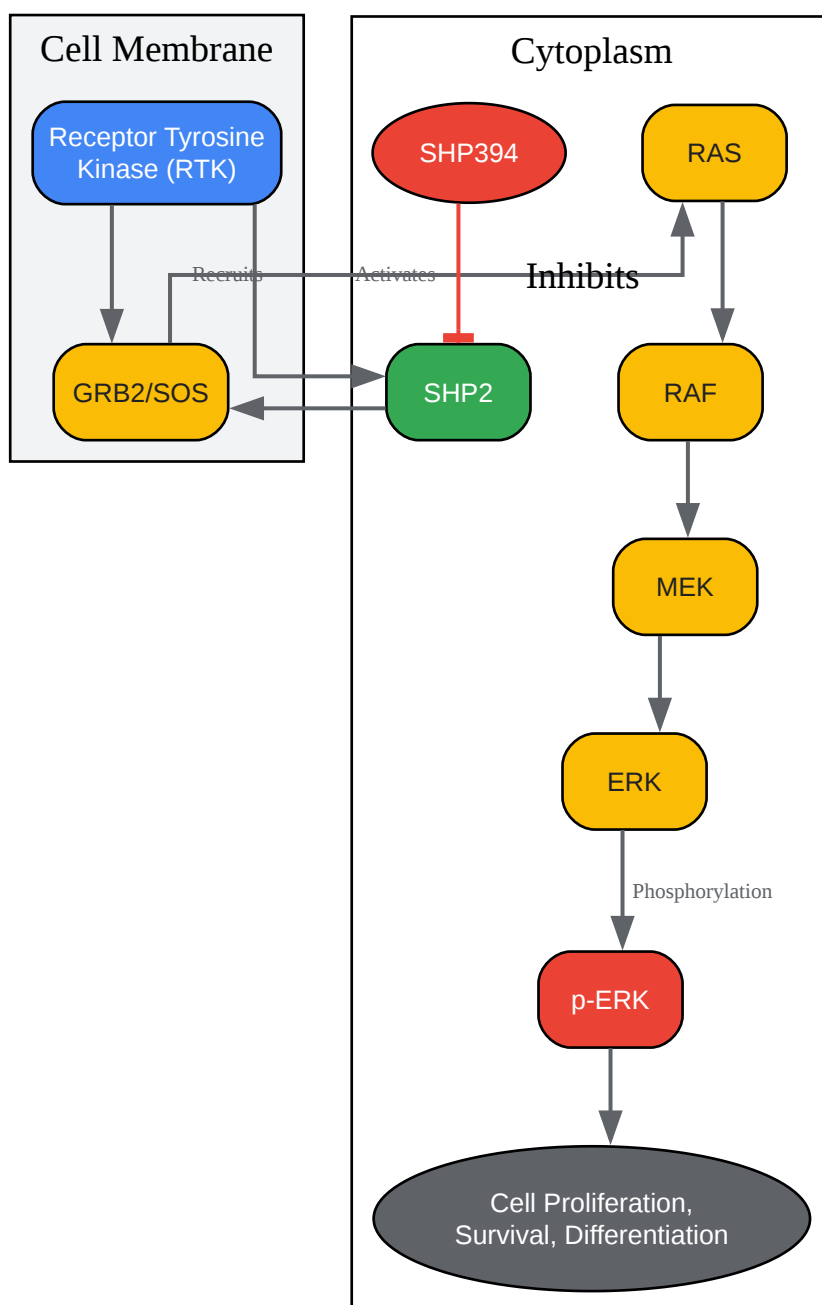 Cell Membrane
Cytoplasm
Receptor Tyrosine
Kinase (RTK)
SHP394
RAS
Recruits
Activates
Inhibits
GRB2/SOS
SHP2
RAF
MEK
ERK
Phosphorylation
p-ERK
Cell Proliferation,
Survival, Differentiation